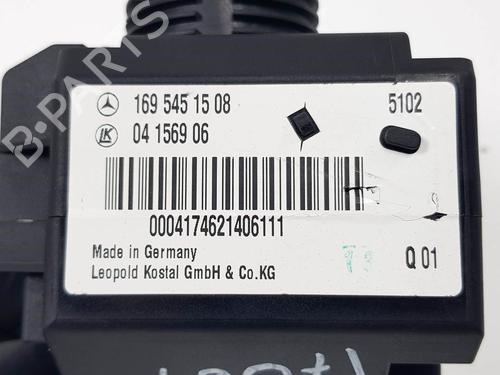 B-PARTS
169 545 15 08 5102
LK 04 1569 06
0004174621406111
Made in Germany
Leopold Kostal GmbH & Co.KG
Q 01